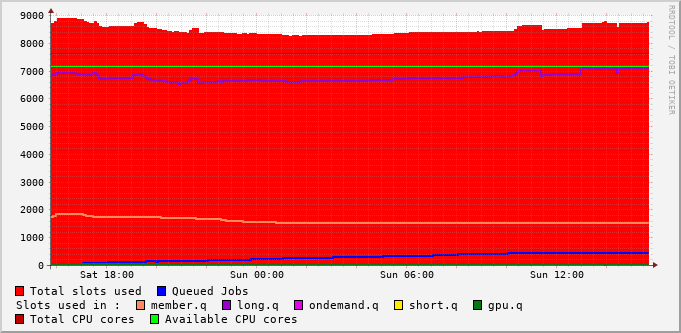 9000
8000
7000
6000
5000
4000
3000
2000
1000
0
Sat 18:00 Sun 00:00 Sun 06:00 Sun 12:00
RRDTOOL / TOBI OETIKER
Total slots used Queued Jobs
Slots used in : member.q long.q ondemand.q short.q gpu.q
Total CPU cores Available CPU cores